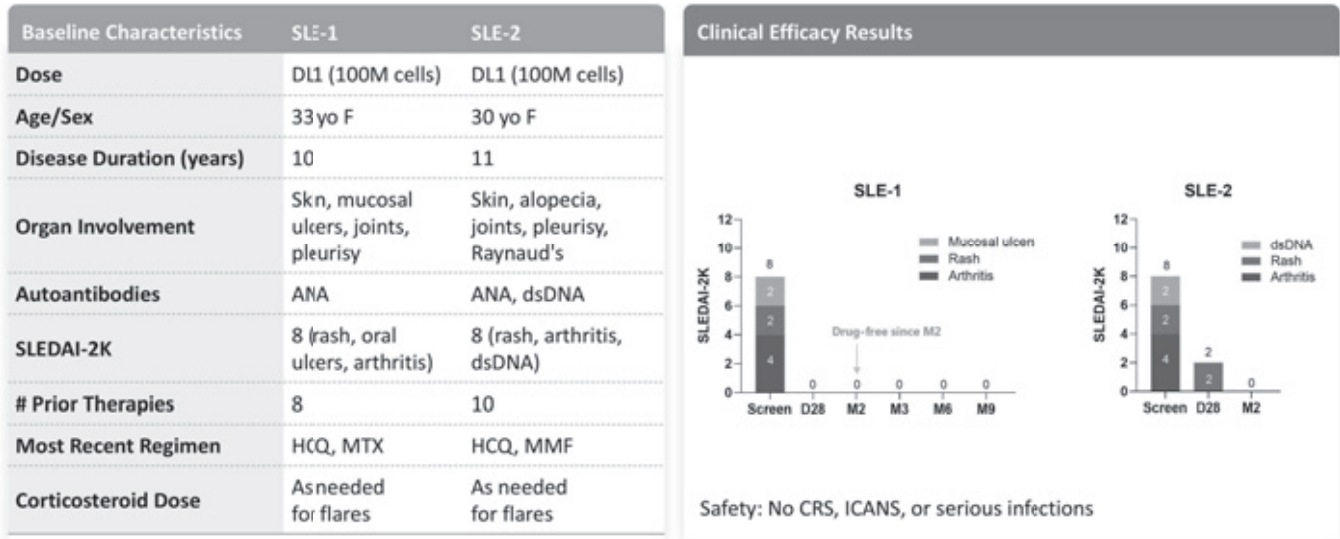 Baseline Characteristics SLE-1 SLE-2
Dose DL1 (100M cells) DL1 (100M cells)
Age/Sex 33 yo F 30 yo F
Disease Duration (years) 10 11
Organ Involvement Skin, mucosal ulcers, joints, pleurisy Skin, alopecia, joints, pleurisy, Raynaud's
Autoantibodies ANA ANA, dsDNA
SLEDAI-2K 8 (rash, oral ulcers, arthritis) 8 (rash, arthritis, dsDNA)
# Prior Therapies 8 10
Most Recent Regimen HCQ, MTX HCQ, MMF
Corticosteroid Dose As needed for flares As needed for flares
Clinical Efficacy Results
SLE-1
SLEDAI-2K
12
10
8
6
4
2
0
8
2
2
4
Mucosal ulcen
Rash
Arthritis
Drug-free since M2
0 0 0 0 0
Screen D28 M2 M3 M6 M9
SLE-2
SLEDAI-2K
12
10
8
6
4
2
0
8
2
2
4
dsDNA
Rash
Arthritis
2
2
0
Screen D28 M2
Safety: No CRS, ICANS, or serious infections